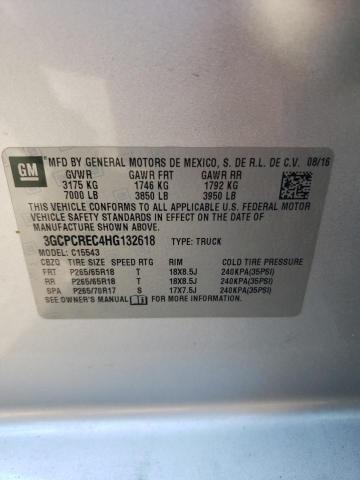 GM
MFD BY GENERAL MOTORS DE MEXICO, S. DE R.L. DE C.V. 08/16
GVWR GAWR FRT GAWR RR
3175 KG 1746 KG 1792 KG
7000 LB 3850 LB 3950 LB
THIS VEHICLE CONFORMS TO ALL APPLICABLE U.S. FEDERAL MOTOR
VEHICLE SAFETY STANDARDS IN EFFECT ON THE DATE OF
MANUFACTURE SHOWN ABOVE.
3GCPCREC4HG132618 TYPE: TRUCK
MODEL: C15543
CBZQ TIRE SIZE SPEED RTG RIM COLD TIRE PRESSURE
FRT P265/65R18 T 18X8.5J 240KPA(35PSI)
RR P265/65R18 T 18X8.5J 240KPA(35PSI)
SPA P265/70R17 S 17X7.5J 240KPA(35PSI)
SEE OWNER'S MANUAL FOR MORE INFORMATION.